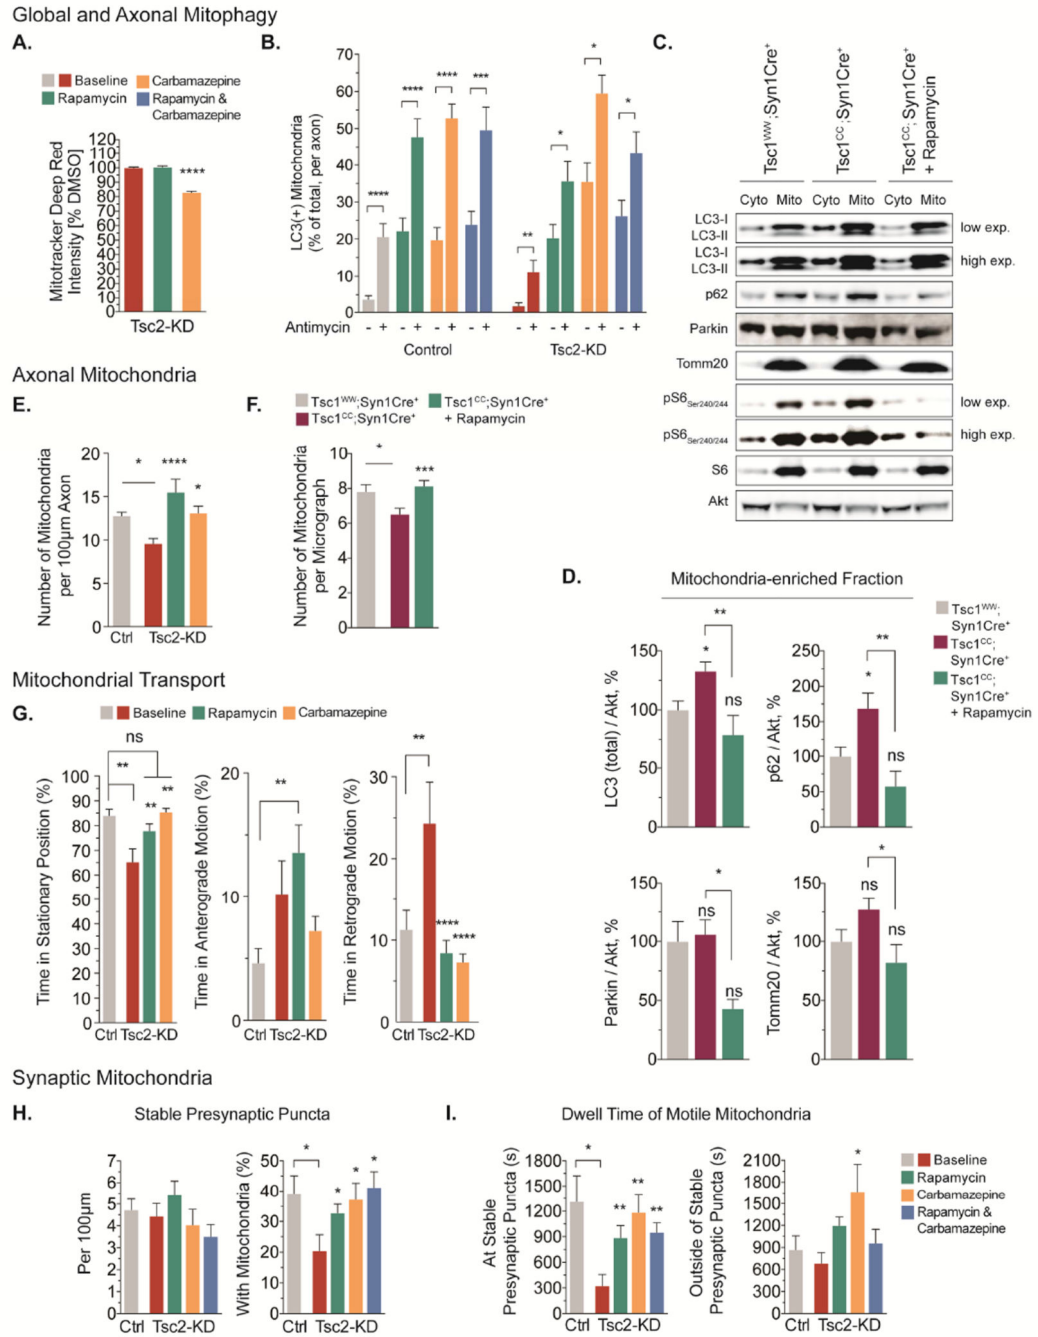 Global and Axonal Mitophagy
A.
Baseline
Carbamazepine
Rapamycin
Rapamycin &
Carbamazepine
Mitotracker Deep Red
Intensity [% DMSO]
120
110
100
90
80
70
60
50
40
30
20
10
0
****
Tsc2-KD
B.
LC3(+) Mitochondria
(% of total, per axon)
70
60
50
40
30
20
10
0
****
****
****
***
**
*
*
*
Antimycin - + - + - + - + - + - + - + - +
Control
Tsc2-KD
C.
Tsc1WW;Syn1Cre+
Tsc1CC;Syn1Cre+
Tsc1CC;Syn1Cre+
+ Rapamycin
Cyto Mito Cyto Mito Cyto Mito
LC3-I
LC3-II
low exp.
LC3-I
LC3-II
high exp.
p62
Parkin
Tomm20
pS6Ser240/244
low exp.
pS6Ser240/244
high exp.
S6
Akt
Axonal Mitochondria
E.
Number of Mitochondria
per 100µm Axon
20
15
10
5
0
*
****
*
Ctrl Tsc2-KD
F.
Tsc1WW;Syn1Cre+
Tsc1CC;Syn1Cre+
Tsc1CC;Syn1Cre+
+ Rapamycin
Number of Mitochondria
per Micrograph
10
8
6
4
2
0
*
***
D.
Mitochondria-enriched Fraction
Tsc1WW;
Syn1Cre+
Tsc1CC;
Syn1Cre+
Tsc1CC;
Syn1Cre+
+ Rapamycin
LC3 (total) / Akt, %
150
100
50
0
*
**
ns
p62 / Akt, %
250
200
150
100
50
0
*
**
ns
Parkin / Akt, %
150
100
50
0
ns
*
ns
Tomm20 / Akt, %
150
100
50
0
ns
*
ns
Mitochondrial Transport
G.
Baseline
Rapamycin
Carbamazepine
Time in Stationary Position (%)
100
90
80
70
60
50
40
30
20
10
0
ns
**
**
**
Ctrl Tsc2-KD
Time in Anterograde Motion (%)
20
10
0
**
Ctrl Tsc2-KD
Time in Retrograde Motion (%)
30
20
10
0
**
****
****
Ctrl Tsc2-KD
Synaptic Mitochondria
H.
Stable Presynaptic Puncta
Per 100µm
7
6
5
4
3
2
1
0
Ctrl Tsc2-KD
With Mitochondria (%)
50
40
30
20
10
0
*
*
*
*
Ctrl Tsc2-KD
I.
Dwell Time of Motile Mitochondria
At Stable
Presynaptic Puncta (s)
1800
1500
1200
900
600
300
0
*
**
**
**
Ctrl Tsc2-KD
Outside of Stable
Presynaptic Puncta (s)
2100
1800
1500
1200
900
600
300
0
*
Ctrl Tsc2-KD
Baseline
Rapamycin
Carbamazepine
Rapamycin &
Carbamazepine